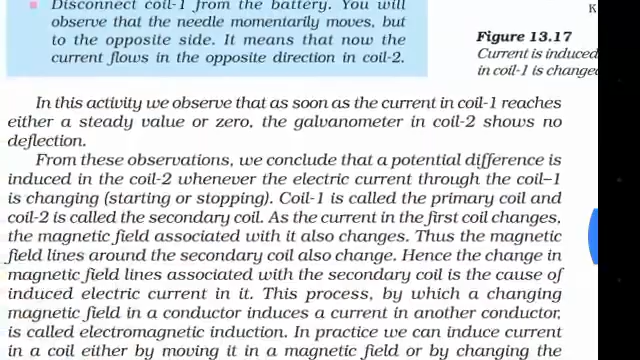 Disconnect coil-1 from the battery. You will
observe that the needle momentarily moves, but
to the opposite side. It means that now the
current flows in the opposite direction in coil-2.
K
Figure 13.17
Current is induced
in coil-1 is change
In this activity we observe that as soon as the current in coil-1 reaches
either a steady value or zero, the galvanometer in coil-2 shows no
deflection.
From these observations, we conclude that a potential difference is
induced in the coil-2 whenever the electric current through the coil–1
is changing (starting or stopping). Coil-1 is called the primary coil and
coil-2 is called the secondary coil. As the current in the first coil changes,
the magnetic field associated with it also changes. Thus the magnetic
field lines around the secondary coil also change. Hence the change in
magnetic field lines associated with the secondary coil is the cause of
induced electric current in it. This process, by which a changing
magnetic field in a conductor induces a current in another conductor,
is called electromagnetic induction. In practice we can induce current
in a coil either by moving it in a magnetic field or by changing the